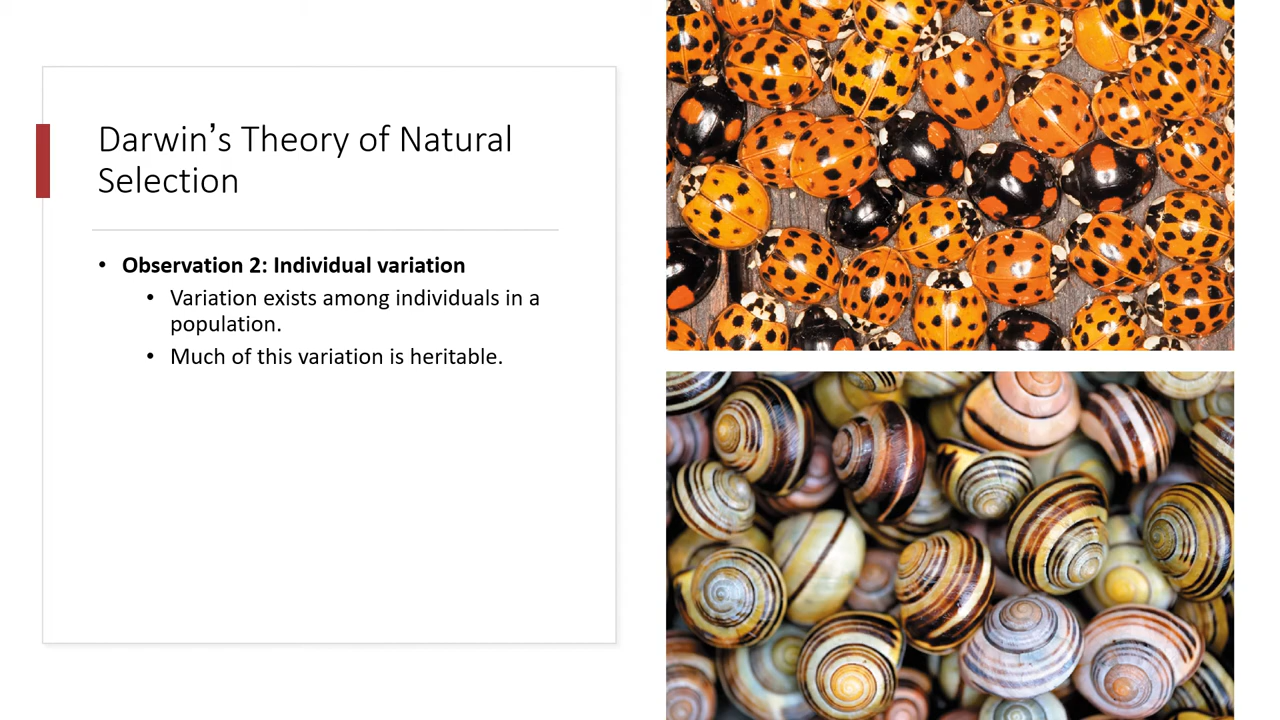 Darwin’s Theory of Natural
Selection
• Observation 2: Individual variation
• Variation exists among individuals in a
population.
• Much of this variation is heritable.